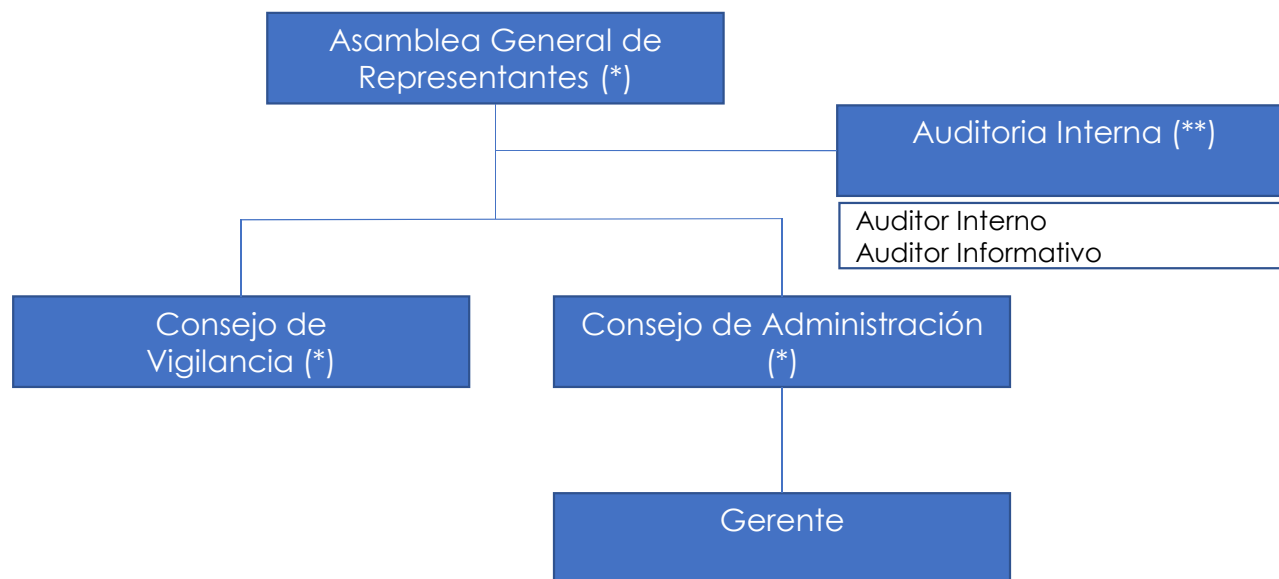 Asamblea General de
Representantes (*)
Auditoria Interna (**)
Auditor Interno
Auditor Informativo
Consejo de
Vigilancia (*)
Consejo de Administración
(*)
Gerente